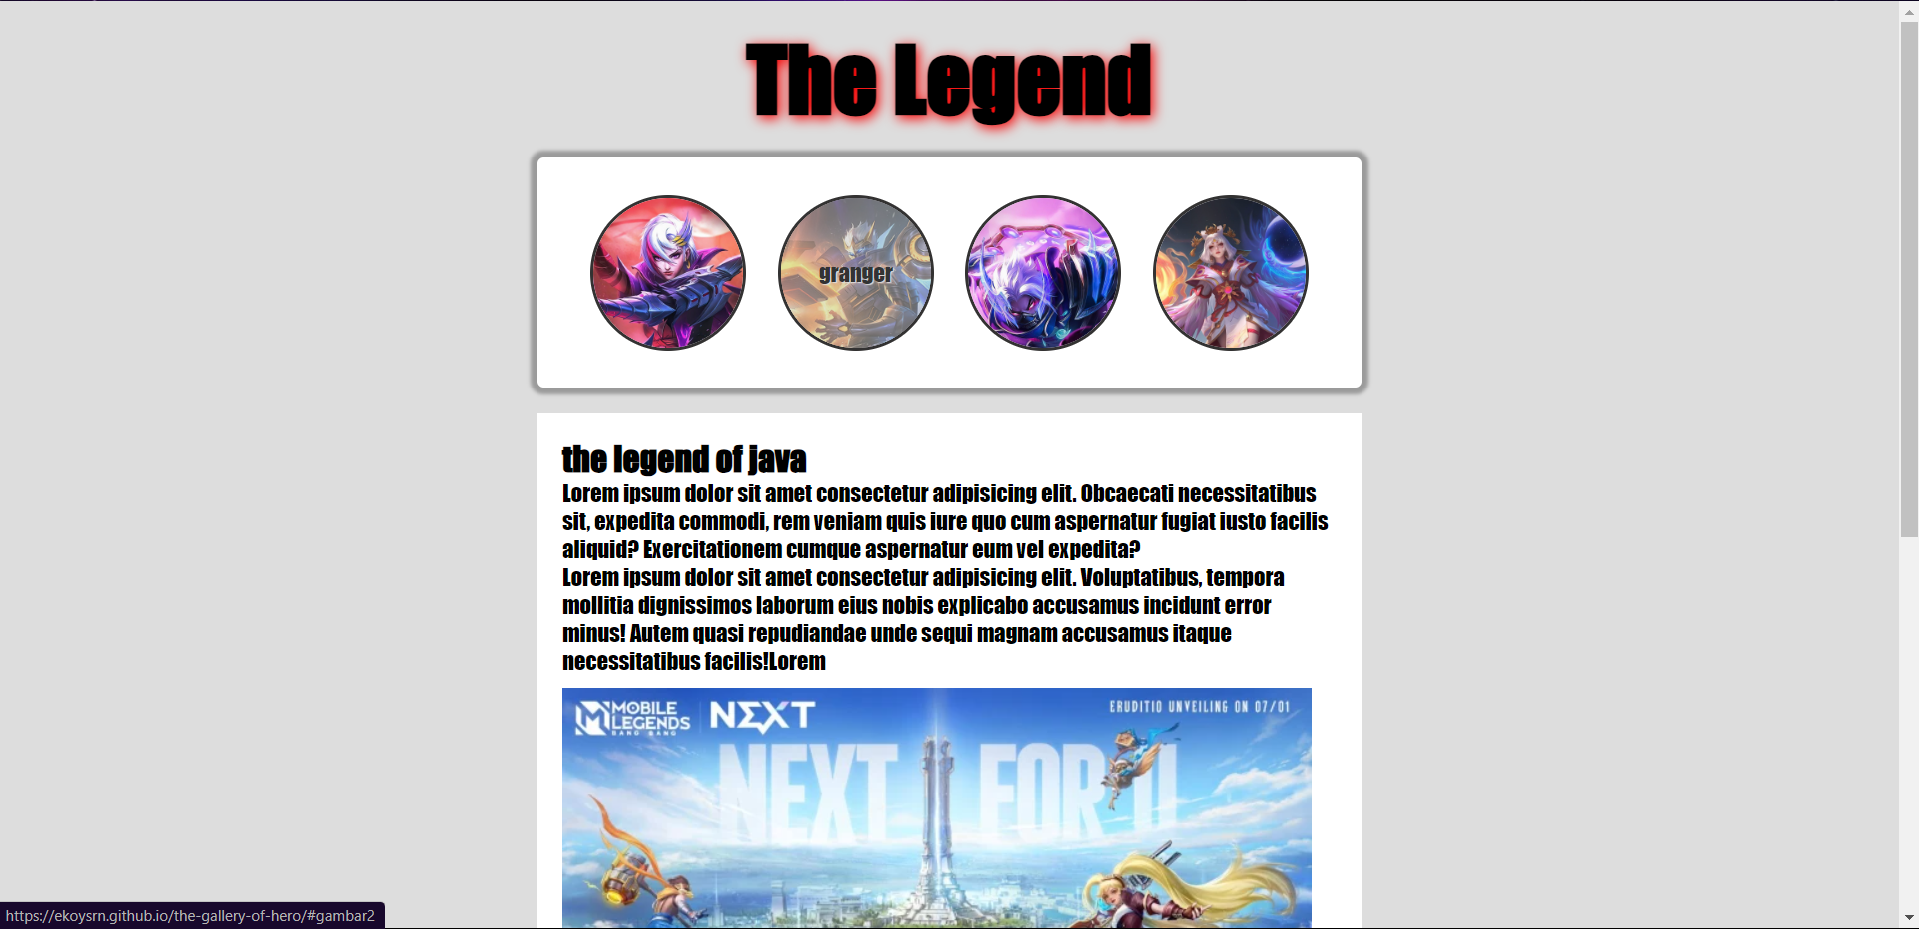 The Legend
granger
the legend of java
Lorem ipsum dolor sit amet consectetur adipisicing elit. Obcaecati necessitatibus
sit, expedita commodi, rem veniam quis iure quo cum aspernatur fugiat iusto facilis
aliquid? Exercitationem cumque aspernatur eum vel expedita?
Lorem ipsum dolor sit amet consectetur adipisicing elit. Voluptatibus, tempora
mollitia dignissimos laborum eius nobis explicabo accusamus incidunt error
minus! Autem quasi repudiandae unde sequi magnam accusamus itaque
necessitatibus facilis!Lorem
MOBILE
LEGENDS
BANG BANG
NEXT
ERUDITIO UNVEILING ON 07/01
NEXT FOR U
https://ekoysrn.github.io/the-gallery-of-hero/#gambar2